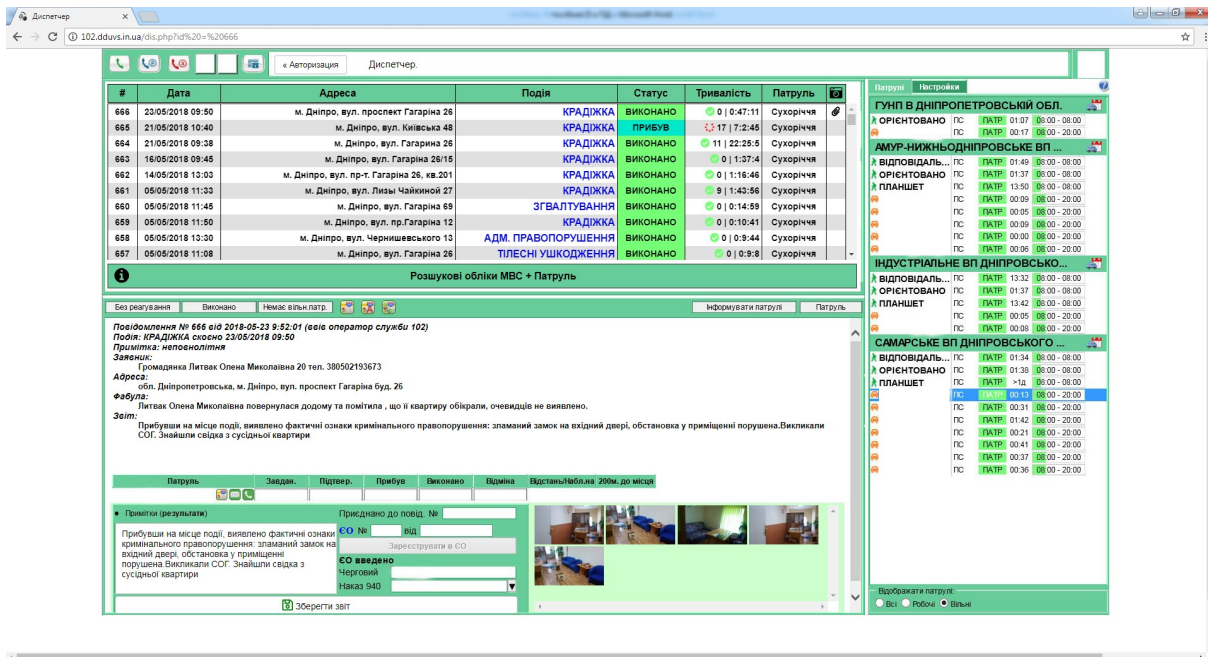 Диспетчер
102.dduvs.in.ua/dis.php?id%20=%20666
« Авторизация Диспетчер.
# Дата Адреса Подія Статус Тривалість Патруль
666 23/05/2018 09:50 м. Дніпро, вул. проспект Гагаріна 26 КРАДІЖКА ВИКОНАНО 0 | 0:47:11 Сухоріччя
665 21/05/2018 10:40 м. Дніпро, вул. Київська 48 КРАДІЖКА ПРИБУВ 17 | 7:2:45 Сухоріччя
664 21/05/2018 09:38 м. Дніпро, вул. Гагарина 26 КРАДІЖКА ВИКОНАНО 11 | 22:25:5 Сухоріччя
663 16/05/2018 09:45 м. Дніпро, вул. Гагаріна 26/15 КРАДІЖКА ВИКОНАНО 0 | 1:37:4 Сухоріччя
662 14/05/2018 13:03 м. Дніпро, вул. пр-т. Гагаріна 26, кв.201 КРАДІЖКА ВИКОНАНО 0 | 1:16:46 Сухоріччя
661 05/05/2018 11:33 м. Дніпро, вул. Лизы Чайкиной 27 КРАДІЖКА ВИКОНАНО 9 | 1:43:56 Сухоріччя
660 05/05/2018 11:45 м. Дніпро, вул. Гагаріна 69 ЗГВАЛТУВАННЯ ВИКОНАНО 0 | 0:14:59 Сухоріччя
659 05/05/2018 11:50 м. Дніпро, вул. пр.Гагаріна 12 КРАДІЖКА ВИКОНАНО 0 | 0:10:41 Сухоріччя
658 05/05/2018 13:30 м. Дніпро, вул. Чернишевського 13 АДМ. ПРАВОПОРУШЕННЯ ВИКОНАНО 0 | 0:9:44 Сухоріччя
657 05/05/2018 11:08 м. Дніпро, вул. Гагаріна 26 ТІЛЕСНІ УШКОДЖЕННЯ ВИКОНАНО 0 | 0:9:8 Сухоріччя
Розшукові обліки МВС + Патруль
Без реагування Виконано Немає вільн.патр. Інформувати патрулі Патруль
Повідомлення № 666 від 2018-05-23 9:52:01 (ввів оператор служби 102)
Подія: КРАДІЖКА скоєно 23/05/2018 09:50
Примітка: неповнолітня
Заявник:
Громадянка Литвак Олена Миколаівна 20 тел. 380502193673
Адреса:
обл. Дніпропетровська, м. Дніпро, вул. проспект Гагаріна буд. 26
Фабула:
Литвак Олена Миколаївна повернулася додому та помітила , що її квартиру обікрали, очевидців не виявлено.
Звіт:
Прибувши на місце події, виявлено фактичні ознаки кримінального правопорушення: зламаний замок на вхідний двері, обстановка у приміщенні порушена.Викликали
СОГ. Знайшли свідка з сусідньої квартири
Патруль Завдан. Підтвер. Прибув Виконано Відміна Відстань/Набл.на 200м. до місця
Примітки (результати)
Прибувши на місце події, виявлено фактичні ознаки
кримінального правопорушення: зламаний замок на
вхідний двері, обстановка у приміщенні
порушена.Викликали СОГ. Знайшли свідка з
сусідньої квартири
Зберегти звіт
Приєднано до повід. №
ЄО № від
Зареєструвати в ЄО
ЄО введено
Черговий
Наказ 940
Патрулі Настройки
ГУНП В ДНІПРОПЕТРОВСЬКІЙ ОБЛ.
ОРІЄНТОВАНО ПС ПАТР 01:07 08:00 - 08:00
ПС ПАТР 00:17 08:00 - 20:00
АМУР-НИЖНЬОДНІПРОВСЬКЕ ВП ...
ВІДПОВІДАЛЬ... ПС ПАТР 01:49 08:00 - 08:00
ОРІЄНТОВАНО ПС ПАТР 01:37 08:00 - 08:00
ПЛАНШЕТ ПС ПАТР 13:50 08:00 - 08:00
ПС ПАТР 00:09 08:00 - 20:00
ПС ПАТР 00:05 08:00 - 20:00
ПС ПАТР 00:09 08:00 - 20:00
ПС ПАТР 00:00 08:00 - 20:00
ПС ПАТР 00:06 08:00 - 20:00
ІНДУСТРІАЛЬНЕ ВП ДНІПРОВСЬКО...
ВІДПОВІДАЛЬ... ПС ПАТР 13:32 08:00 - 08:00
ОРІЄНТОВАНО ПС ПАТР 01:37 08:00 - 08:00
ПЛАНШЕТ ПС ПАТР 13:42 08:00 - 08:00
ПС ПАТР 00:05 08:00 - 20:00
ПС ПАТР 00:08 08:00 - 20:00
САМАРСЬКЕ ВП ДНІПРОВСЬКОГО ...
ВІДПОВІДАЛЬ... ПС ПАТР 01:34 08:00 - 08:00
ОРІЄНТОВАНО ПС ПАТР 01:38 08:00 - 08:00
ПЛАНШЕТ ПС ПАТР >1д 08:00 - 08:00
ПС ПАТР 00:13 08:00 - 20:00
ПС ПАТР 00:31 08:00 - 20:00
ПС ПАТР 01:42 08:00 - 20:00
ПС ПАТР 00:21 08:00 - 20:00
ПС ПАТР 00:41 08:00 - 20:00
ПС ПАТР 00:37 08:00 - 20:00
ПС ПАТР 00:36 08:00 - 20:00
Відображати патрулі:
Всі Робочі Вільні